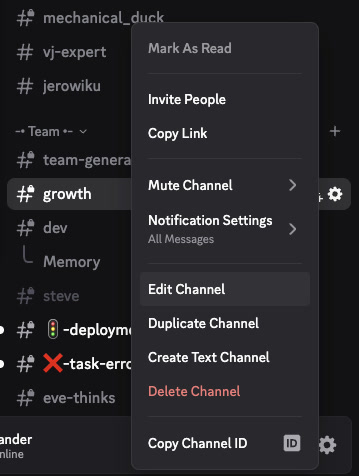 mechanical_duck
vj-expert
jerowiku
Mark As Read
Invite People
Copy Link
-• Team •-
team-genera
Mute Channel
growth
Notification Settings
All Messages
dev
Memory
Edit Channel
steve
Duplicate Channel
-deployme
Create Text Channel
-task-erro
Delete Channel
eve-thinks
ander
nline
Copy Channel ID
ID